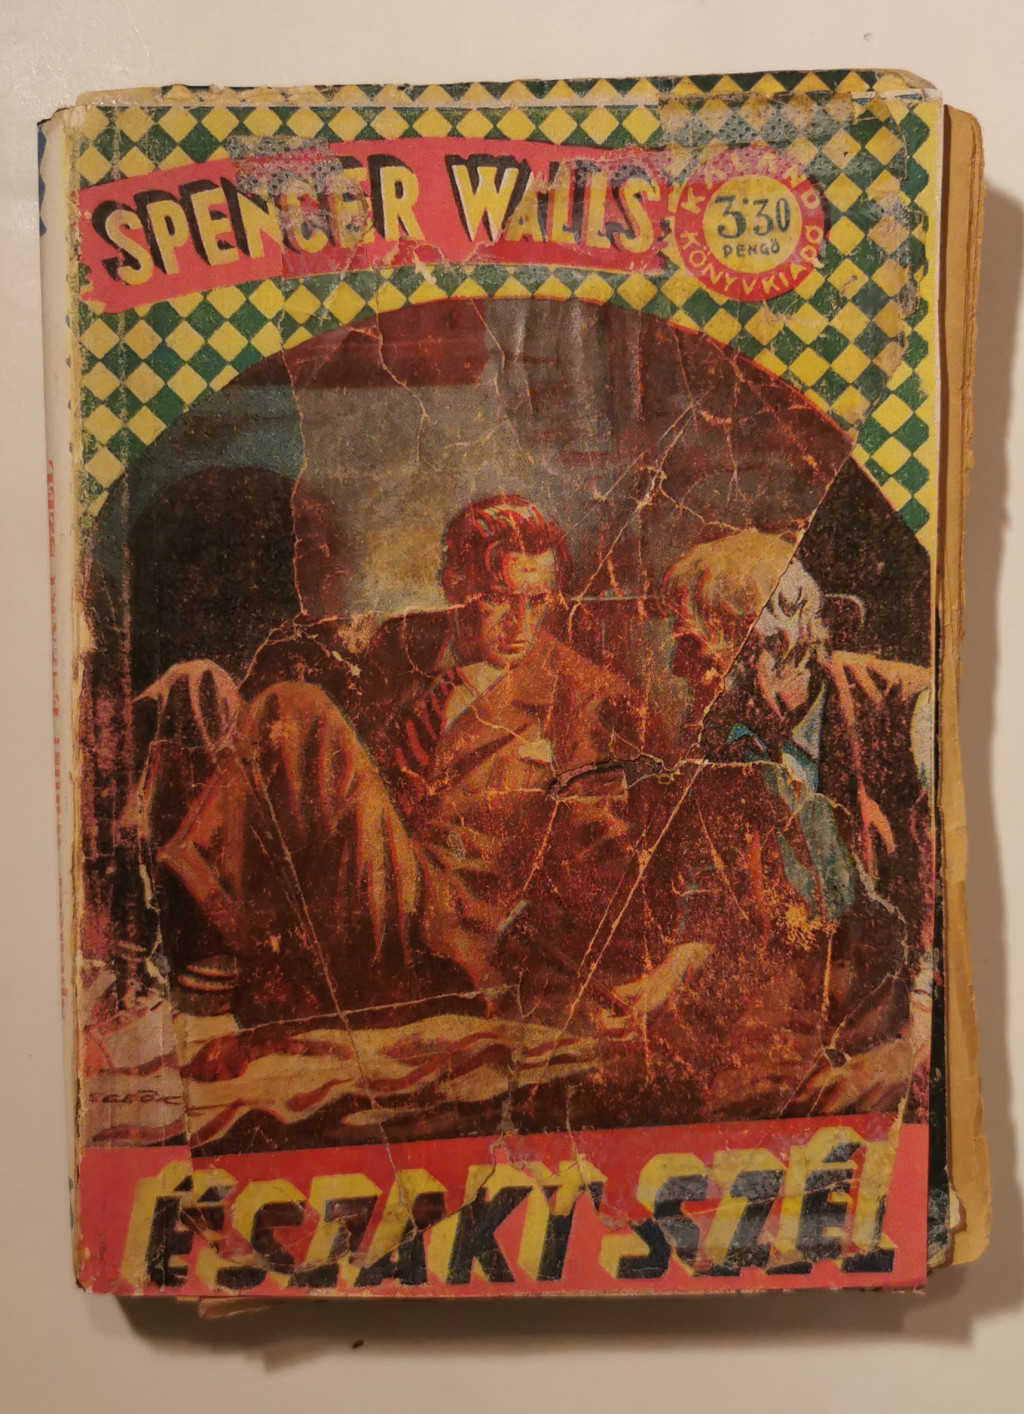 SPENCER WALLS
KALAND
3·30
PENGŐ
KÖNYVKIADÓ
ÉSZAKI SZÉL